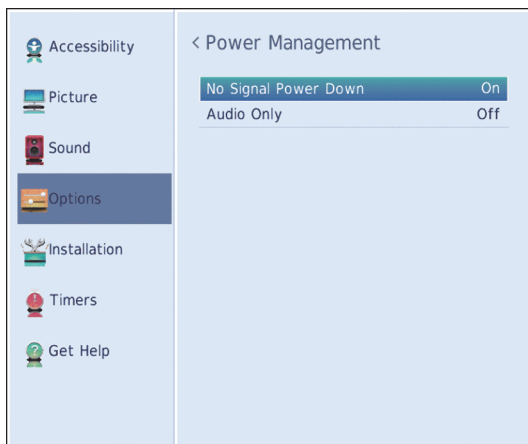 Accessibility
Picture
Sound
Options
Installation
Timers
Get Help
< Power Management
No Signal Power Down On
Audio Only Off